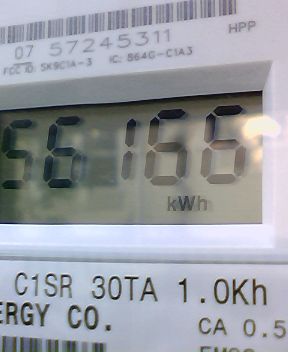 07 57245311
HPP
FCC ID: SK9C1A-3 IC: 864G-C1A3
56166
kWh
C1SR 30TA 1.0Kh
ERGY CO.
CA 0.5